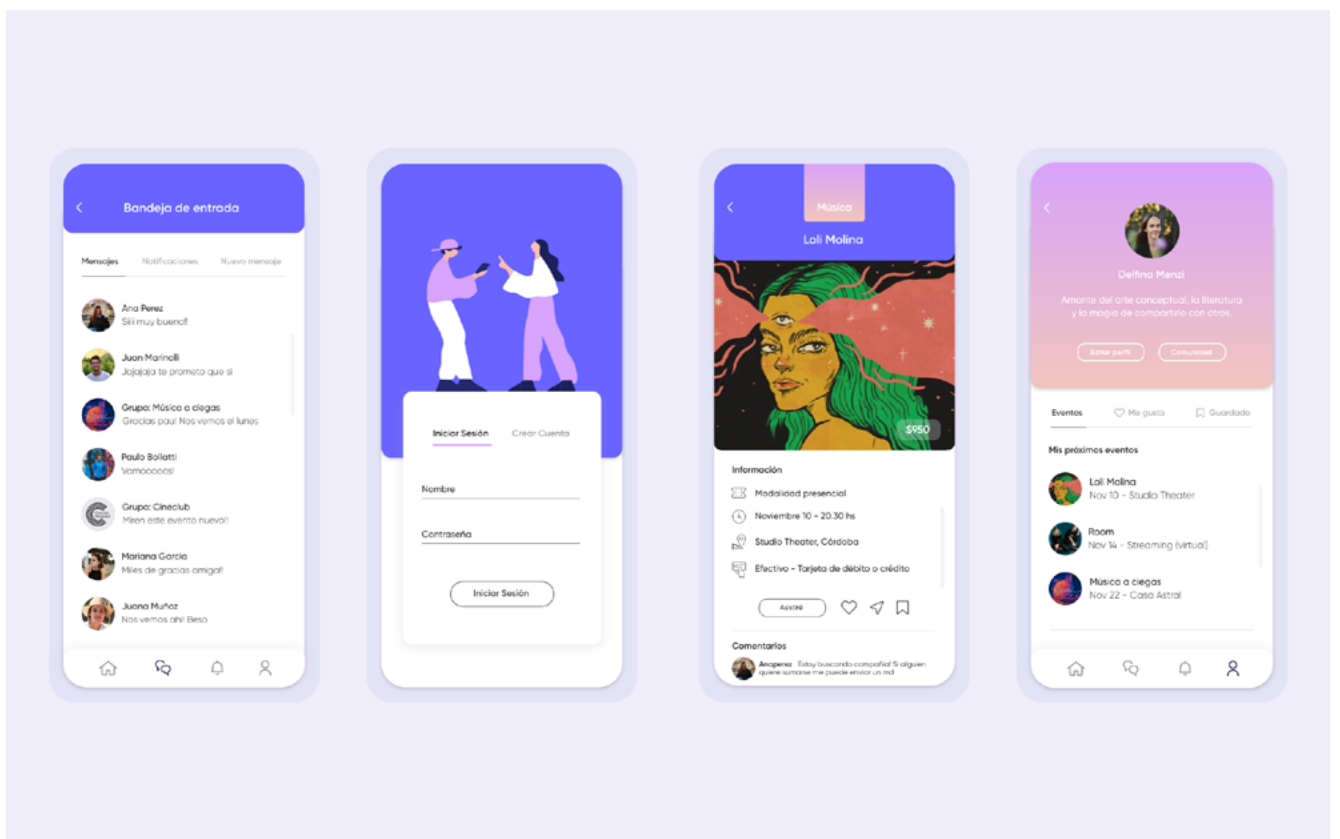 Bandeja de entrada
Mensajes Notificaciones Nuevo mensaje
Ana Perez
Siii muy bueno!!
Juan Marinolli
Jajajaja te prometo que si
Grupo: Música a ciegas
Gracias pau! Nos vemos el lunes
Paulo Bollatti
Vamooooos!
Grupo: Cineclub
Miren este evento nuevo!!
Mariana Garcia
Miles de gracias amiga!!
Juana Muñoz
Nos vemos ahi! Beso
Iniciar Sesión Crear Cuenta
Nombre
Contraseña
Iniciar Sesión
Música
Loli Molina
$950
Información
Modalidad presencial
Noviembre 10 - 20.30 hs
Studio Theater, Córdoba
Efectivo - Tarjeta de débito o crédito
Asistiré
Comentarios
Anaperez Estoy buscando compañia! Si alguien
quiere sumarse me puede enviar un md
Delfina Menzi
Amante del arte conceptual, la literatura
y la magia de compartirlo con otros.
Editar perfil Comunidad
Eventos Me gusta Guardado
Mis próximos eventos
Loli Molina
Nov 10 - Studio Theater
Room
Nov 14 - Streaming (virtual)
Música a ciegas
Nov 22 - Casa Astral